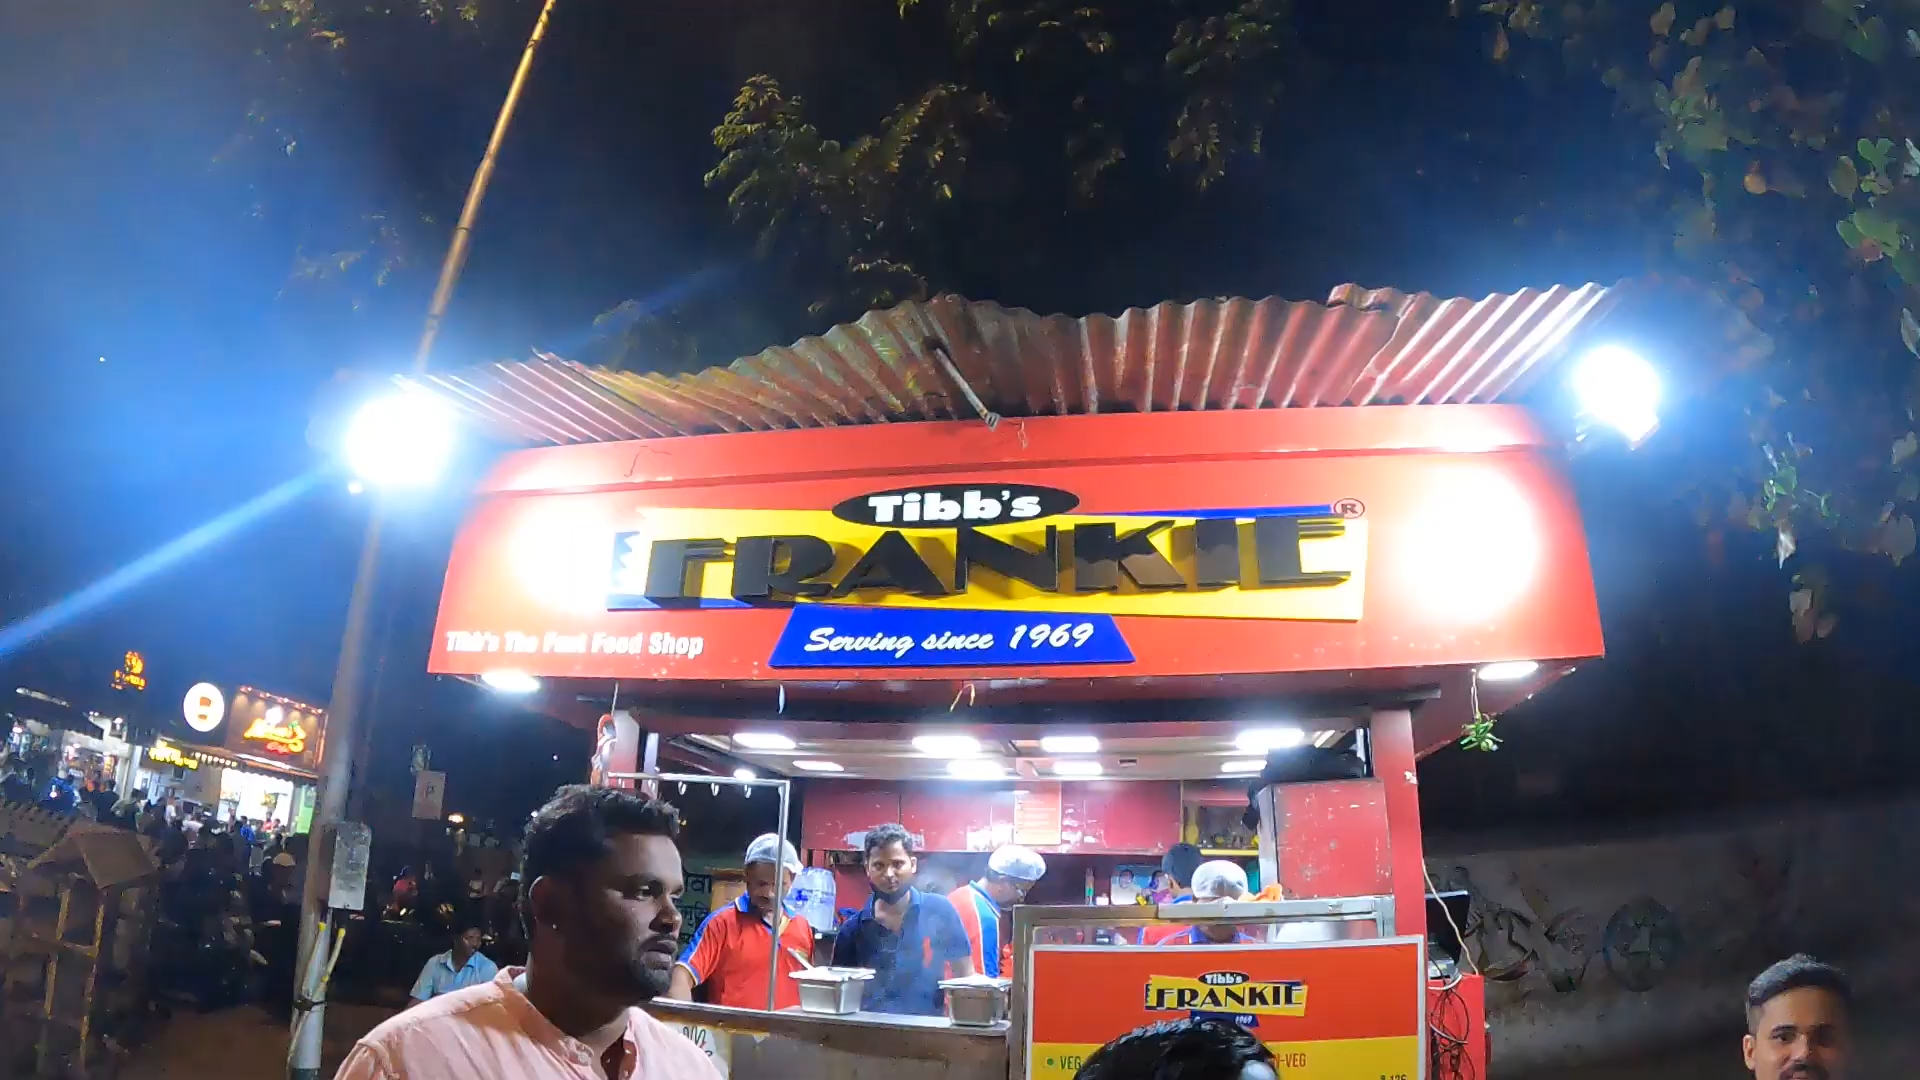 Tibb's
FRANKIE®
Serving since 1969
Tibb's The Fast Food Shop
Tibb's
FRANKIE
1969
VEG
N-VEG